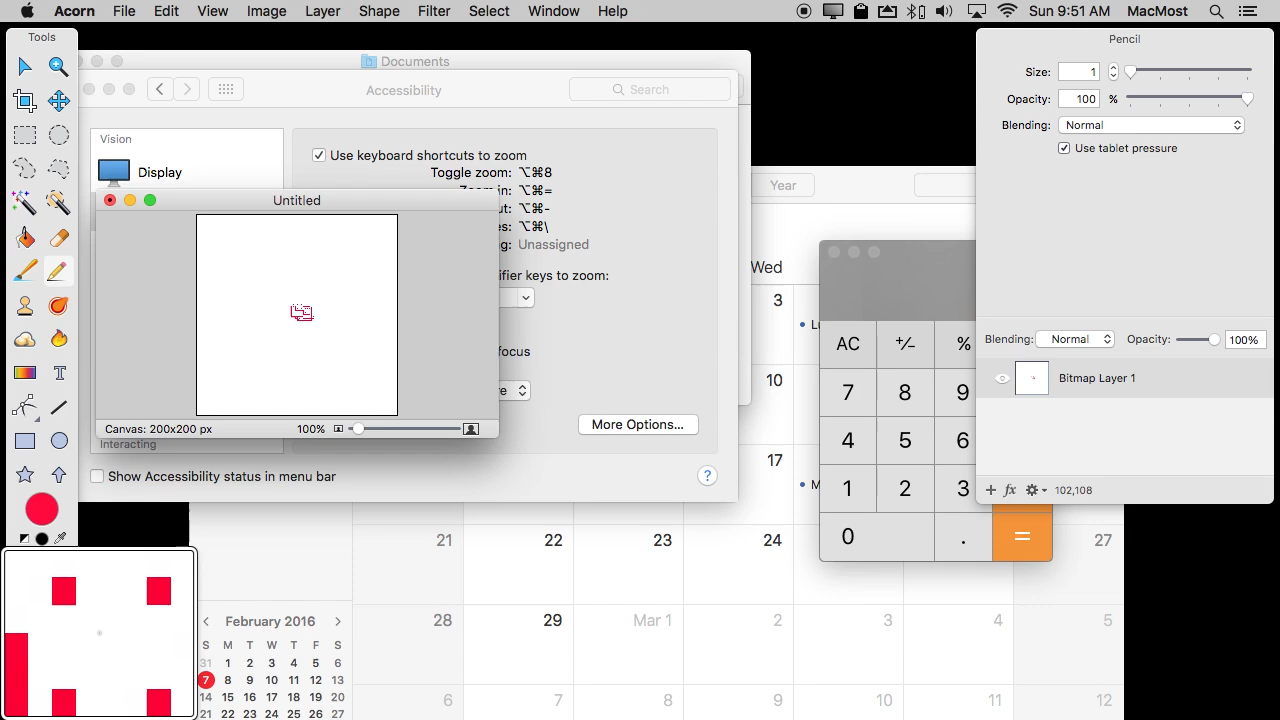 Acorn File Edit View Image Layer Shape Filter Select Window Help Sun 9:51 AM MacMost
Tools
Documents
Accessibility
Search
Vision
Display
Use keyboard shortcuts to zoom
Toggle zoom: ⌥⌘8
⌥⌘=
ut: ⌥⌘-
es: ⌥⌘\
ng: Unassigned
ifier keys to zoom:
focus
More Options...
Interacting
Show Accessibility status in menu bar
?
Untitled
Canvas: 200x200 px 100%
Pencil
Size: 1
Opacity: 100 %
Blending: Normal
Use tablet pressure
Blending: Normal Opacity: 100%
Bitmap Layer 1
fx 102,108
Year
Wed
3
10
17
21 22 23 24 27
28 29 Mar 1 2 3 4 5
6 7 8 9 10 11 12
AC +/- %
7 8 9
4 5 6
1 2 3
0 . =
February 2016
S M T W T F S
31 1 2 3 4 5 6
7 8 9 10 11 12 13
14 15 16 17 18 19 20
21 22 23 24 25 26 27